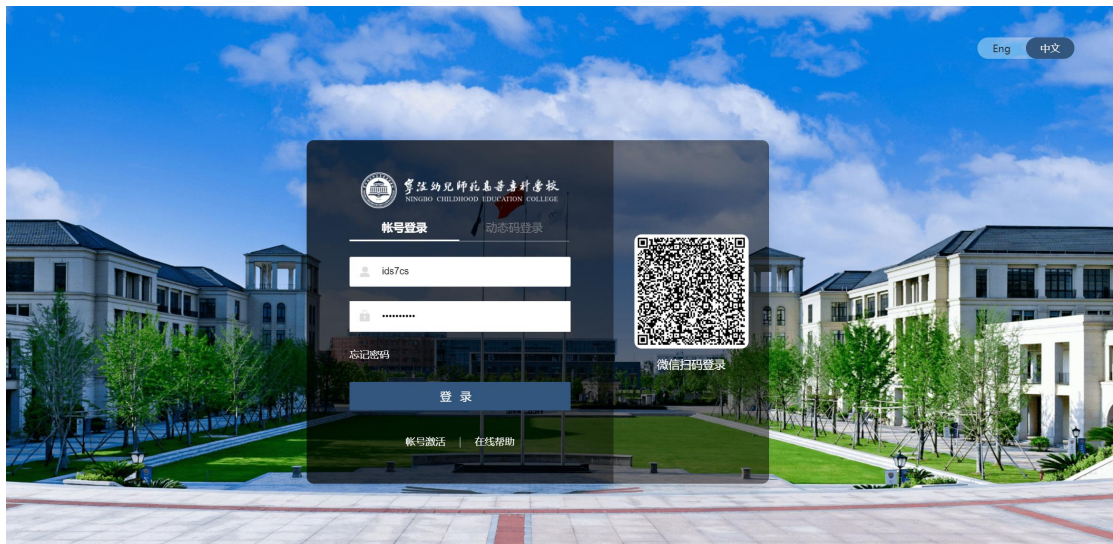 Eng 中文
宁波幼儿师范高等专科学校
NINGBO CHILDHOOD EDUCATION COLLEGE
帐号登录 动态码登录
ids7cs
••••••••••
忘记密码
微信扫码登录
登 录
帐号激活 | 在线帮助